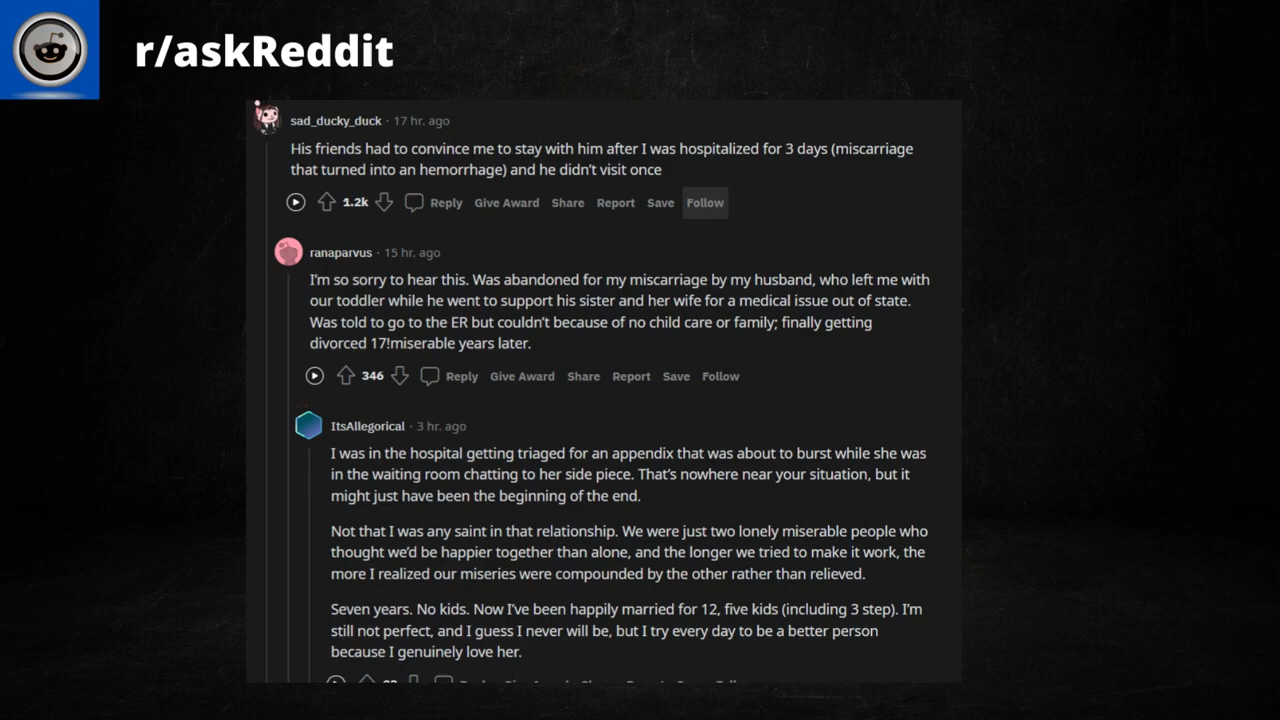 r/askReddit
sad_ducky_duck · 17 hr. ago
His friends had to convince me to stay with him after I was hospitalized for 3 days (miscarriage
that turned into an hemorrhage) and he didn't visit once
1.2k Reply Give Award Share Report Save Follow
ranaparvus · 15 hr. ago
I'm so sorry to hear this. Was abandoned for my miscarriage by my husband, who left me with
our toddler while he went to support his sister and her wife for a medical issue out of state.
Was told to go to the ER but couldn't because of no child care or family; finally getting
divorced 17!miserable years later.
346 Reply Give Award Share Report Save Follow
ItsAllegorical · 3 hr. ago
I was in the hospital getting triaged for an appendix that was about to burst while she was
in the waiting room chatting to her side piece. That's nowhere near your situation, but it
might just have been the beginning of the end.
Not that I was any saint in that relationship. We were just two lonely miserable people who
thought we'd be happier together than alone, and the longer we tried to make it work, the
more I realized our miseries were compounded by the other rather than relieved.
Seven years. No kids. Now I've been happily married for 12, five kids (including 3 step). I'm
still not perfect, and I guess I never will be, but I try every day to be a better person
because I genuinely love her.